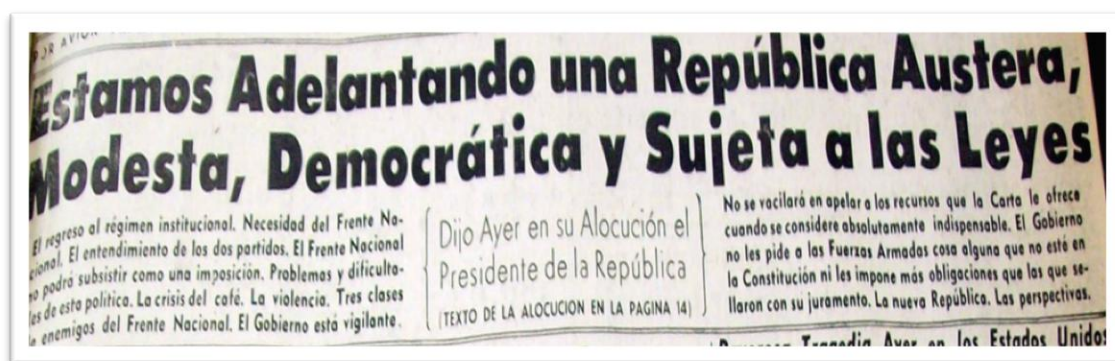 POR AVION
Estamos Adelantando una República Austera,
Modesta, Democrática y Sujeta a las Leyes
El regreso al régimen institucional. Necesidad del Frente Na-
cional. El entendimiento de los dos partidos. El Frente Nacional
no podrá subsistir como una imposición. Problemas y dificulta-
des de esta política. La crisis del café. La violencia. Tres clases
de enemigos del Frente Nacional. El Gobierno está vigilante.
Dijo Ayer en su Alocución el
Presidente de la República
(TEXTO DE LA ALOCUCION EN LA PAGINA 14)
No se vacilará en apelar a los recursos que la Carta le ofrece
cuando se considere absolutamente indispensable. El Gobierno
no les pide a las Fuerzas Armadas cosa alguna que no esté en
la Constitución ni les impone más obligaciones que las que se-
llaron con su juramento. La nueva República. Las perspectivas.
Tragedia Ayer en los Estados Unidos